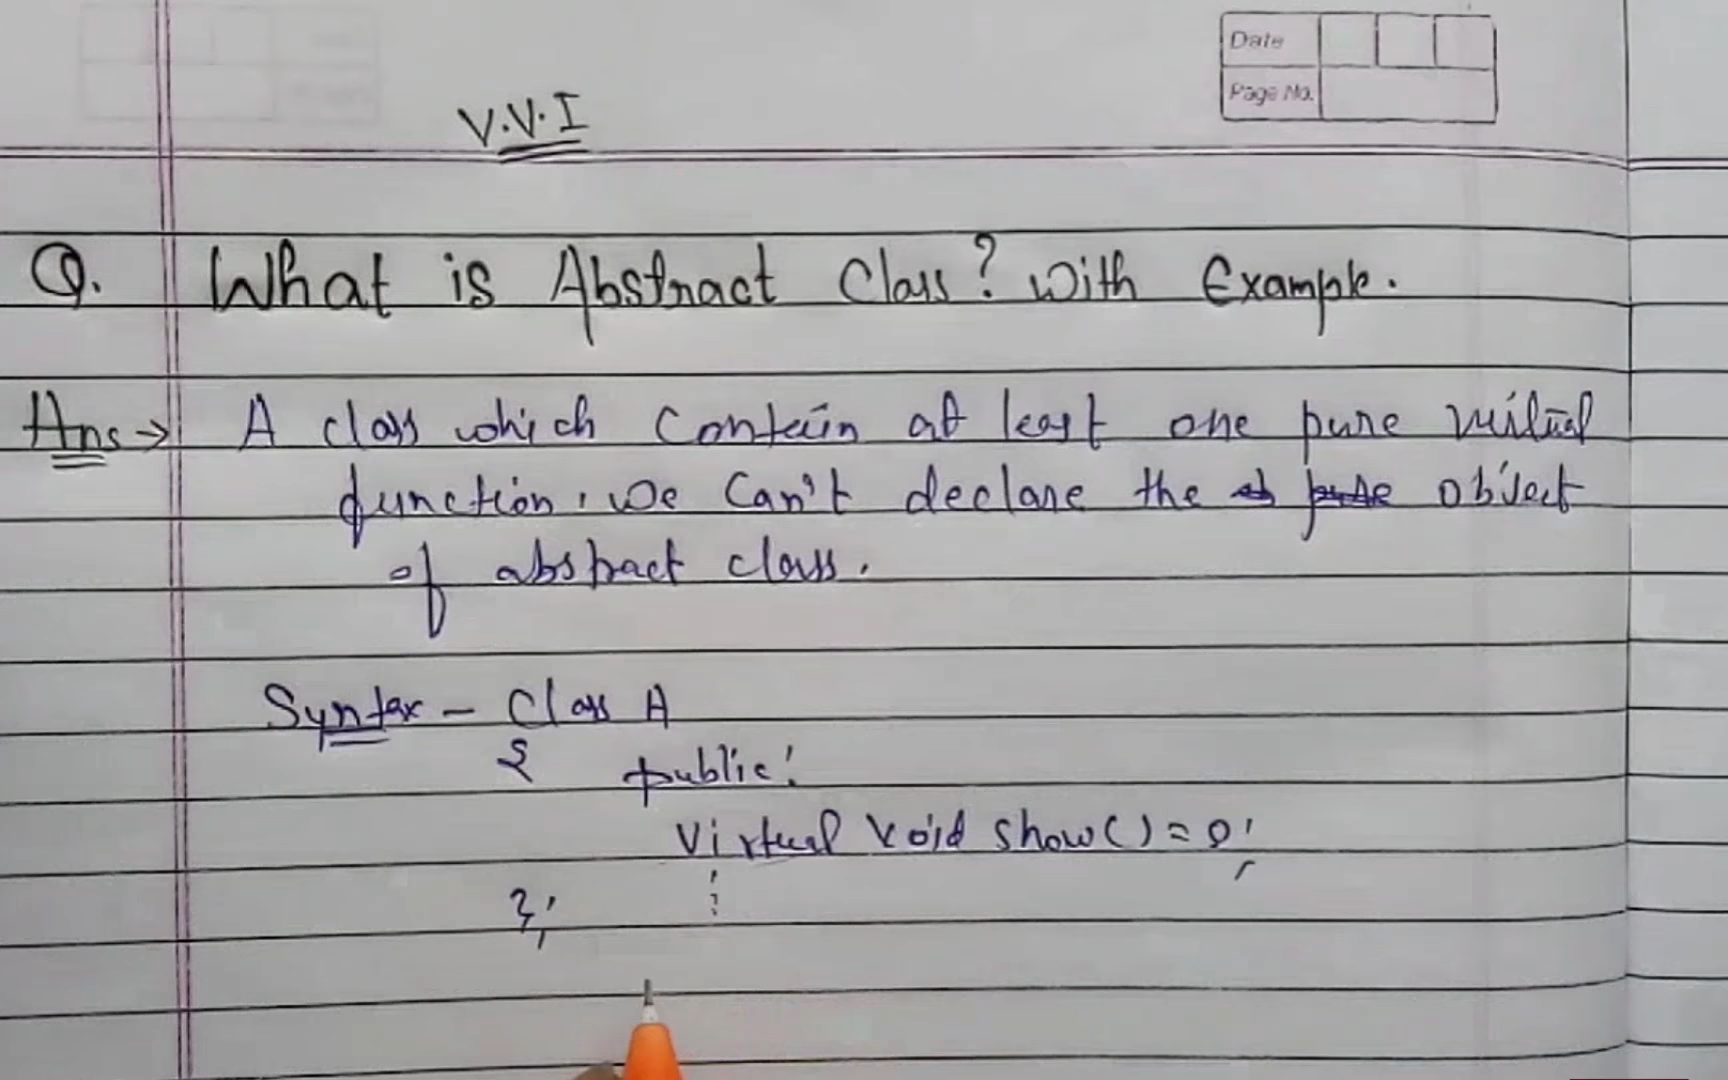 Date
Page No.
V.V.I
Q. What is Abstract Class? With Example.
Ans→ A class which contain at least one pure virtual
function, we can't declare the object
of abstract class.
Syntax - Class A
{ public:
Virtual void show()=0;
};